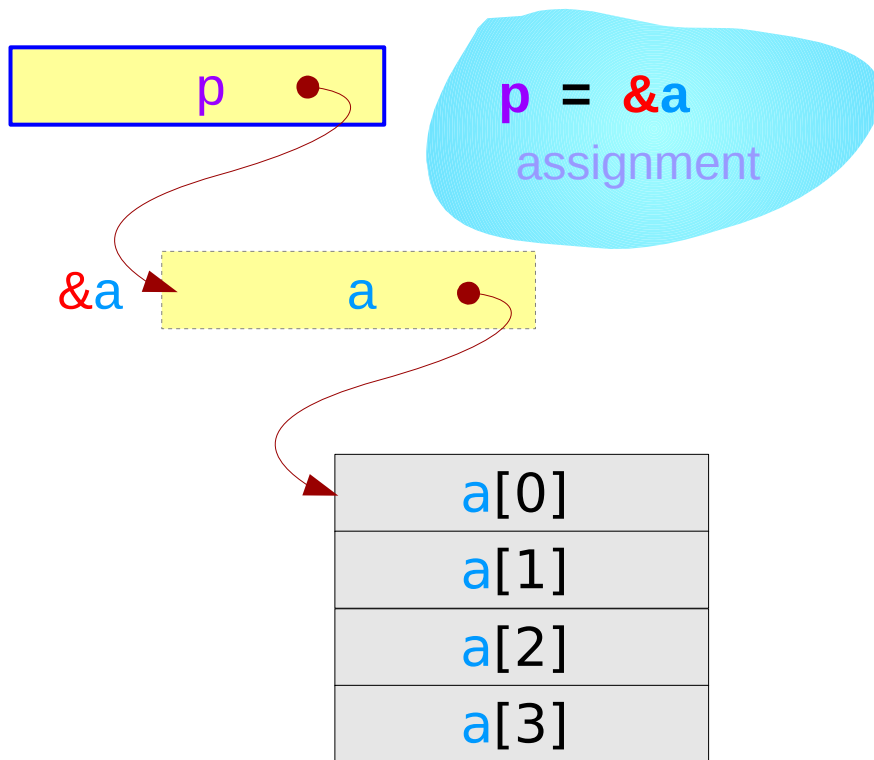 p
p = &a
assignment
&a
a
a[0]
a[1]
a[2]
a[3]